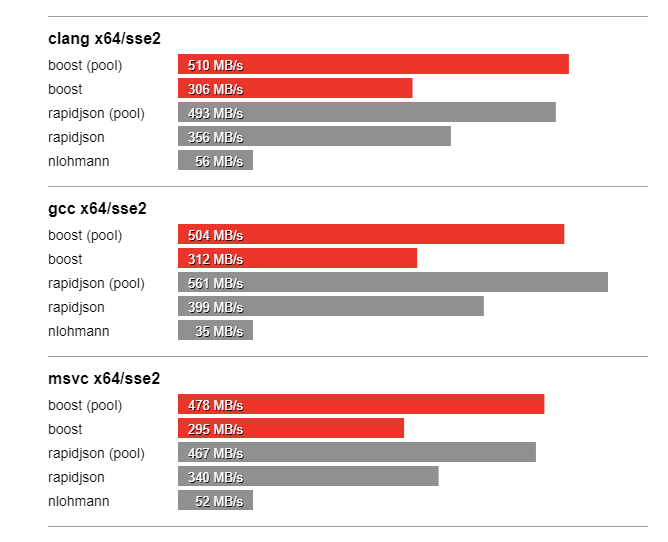 clang x64/sse2
boost (pool) 510 MB/s
boost 306 MB/s
rapidjson (pool) 493 MB/s
rapidjson 356 MB/s
nlohmann 56 MB/s
gcc x64/sse2
boost (pool) 504 MB/s
boost 312 MB/s
rapidjson (pool) 561 MB/s
rapidjson 399 MB/s
nlohmann 35 MB/s
msvc x64/sse2
boost (pool) 478 MB/s
boost 295 MB/s
rapidjson (pool) 467 MB/s
rapidjson 340 MB/s
nlohmann 52 MB/s